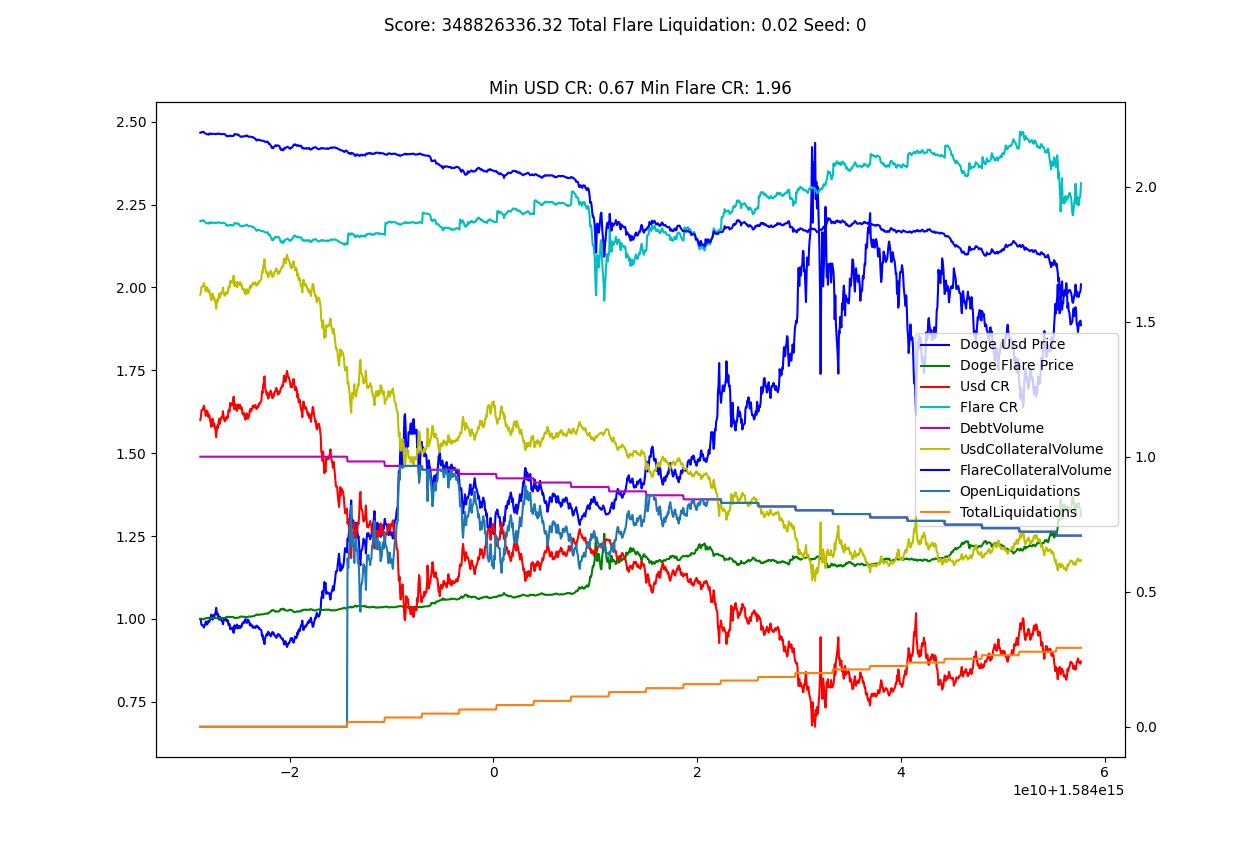 Score: 348826336.32 Total Flare Liquidation: 0.02 Seed: 0
Min USD CR: 0.67 Min Flare CR: 1.96
2.50
2.25
2.00
1.75
1.50
1.25
1.00
0.75
2.0
1.5
1.0
0.5
0.0
Doge Usd Price
Doge Flare Price
Usd CR
Flare CR
DebtVolume
UsdCollateralVolume
FlareCollateralVolume
OpenLiquidations
TotalLiquidations
−2
0
2
4
6
1e10+1.584e15